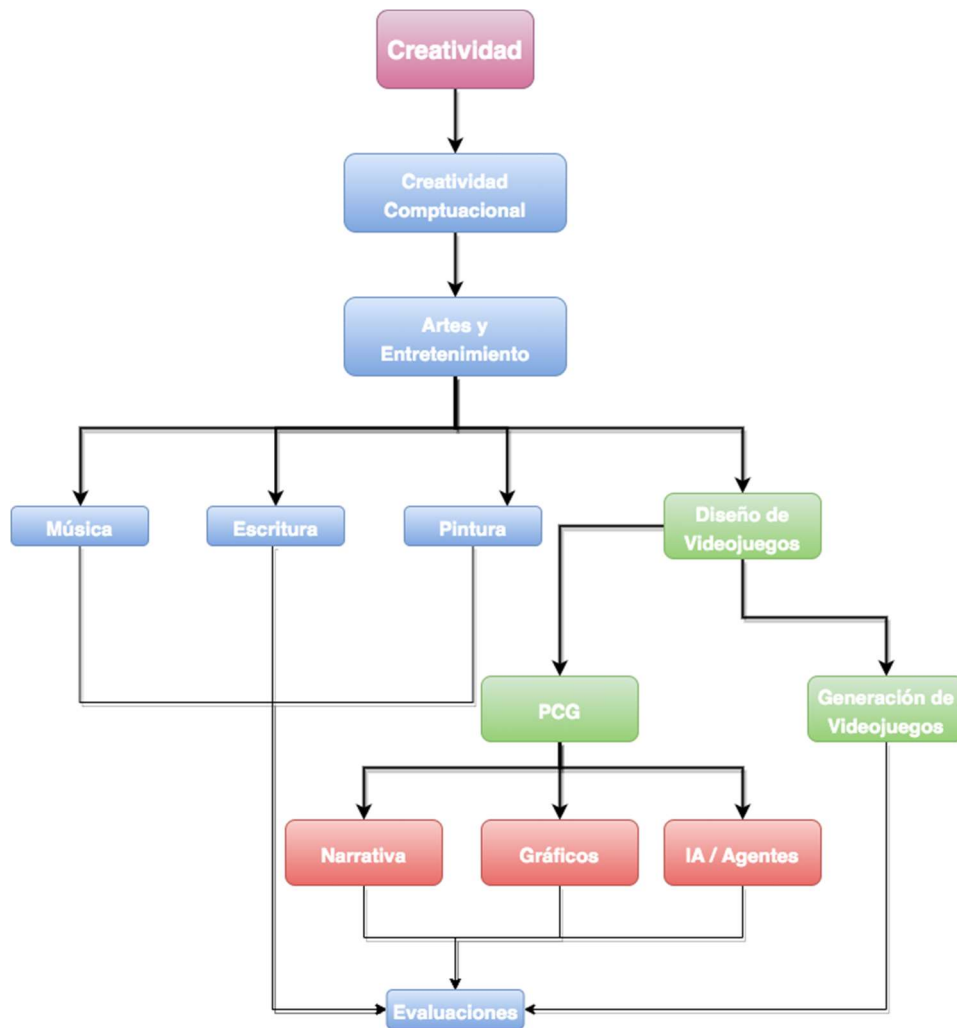 Creatividad
Creatividad
Comptuacional
Artes y
Entretenimiento
Música
Escritura
Pintura
Diseño de
Videojuegos
PCG
Generación de
Videojuegos
Narrativa
Gráficos
IA / Agentes
Evaluaciones